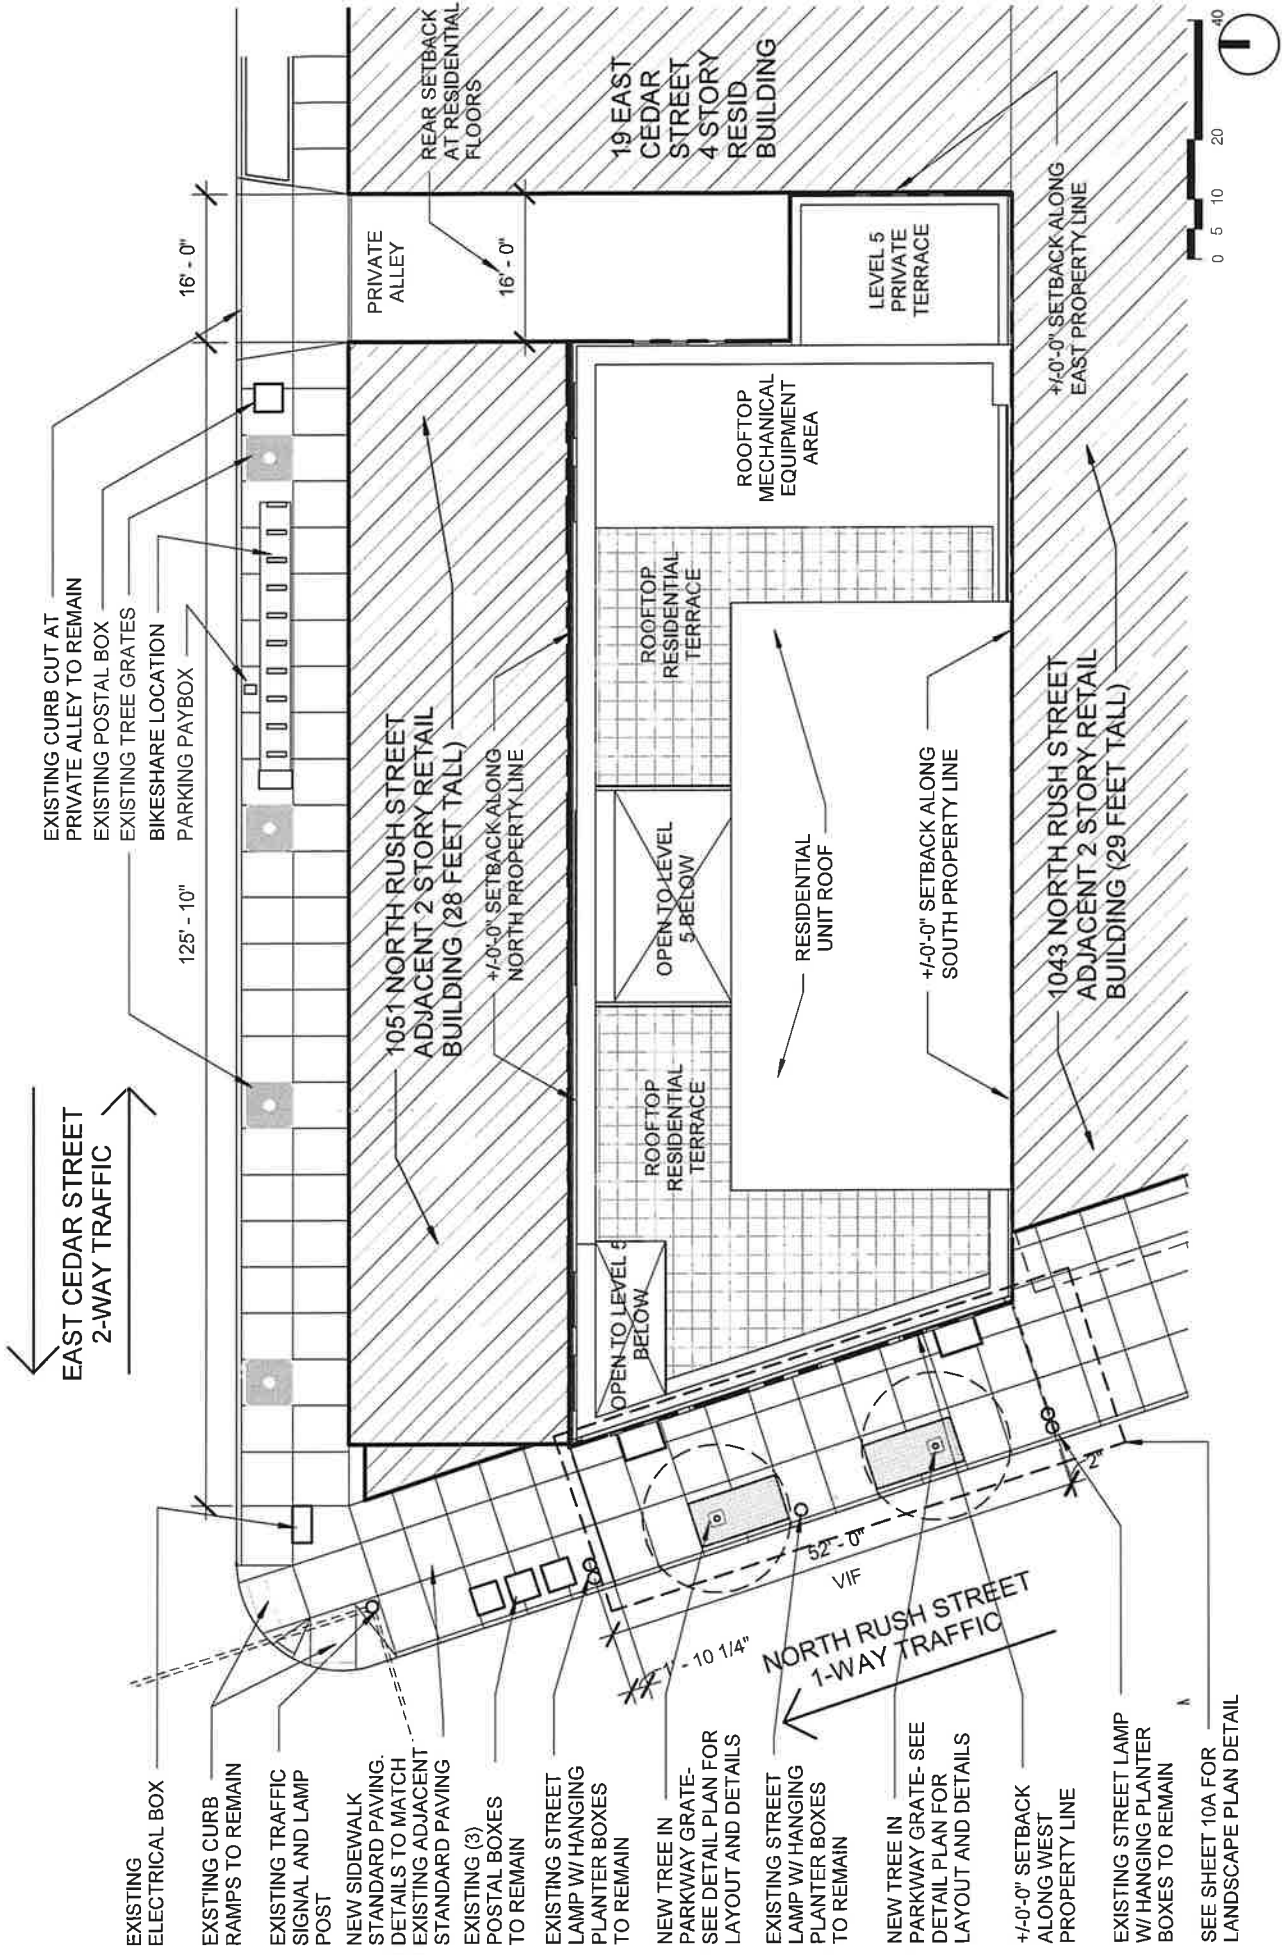 EAST CEDAR STREET
2-WAY TRAFFIC
EXISTING CURB CUT AT
PRIVATE ALLEY TO REMAIN
EXISTING POSTAL BOX
EXISTING TREE GRATES
BIKESHARE LOCATION
PARKING PAYBOX
125' - 10"
16' - 0"
EXISTING
ELECTRICAL BOX
EXSTING CURB
RAMPS TO REMAIN
EXISTING TRAFFIC
SIGNAL AND LAMP
POST
NEW SIDEWALK
STANDARD PAVING.
DETAILS TO MATCH
EXISTING ADJACENT
STANDARD PAVING
EXISTING (3)
POSTAL BOXES
TO REMAIN
EXISTING STREET
LAMP W/ HANGING
PLANTER BOXES
TO REMAIN
NEW TREE IN
PARKWAY GRATE-
SEE DETAIL PLAN FOR
LAYOUT AND DETAILS
EXISTING STREET
LAMP W/ HANGING
PLANTER BOXES
TO REMAIN
NEW TREE IN
PARKWAY GRATE- SEE
DETAIL PLAN FOR
LAYOUT AND DETAILS
+/-0'-0" SETBACK
ALONG WEST
PROPERTY LINE
EXISTING STREET LAMP
W/ HANGING PLANTER
BOXES TO REMAIN
SEE SHEET 10A FOR
LANDSCAPE PLAN DETAIL
1' - 10 1/4"
52' - 0"
VIF
2"
NORTH RUSH STREET
1-WAY TRAFFIC
1051 NORTH RUSH STREET
ADJACENT 2 STORY RETAIL
BUILDING (28 FEET TALL)
+/-0'-0" SETBACK ALONG
NORTH PROPERTY LINE
OPEN TO LEVEL 5
BELOW
ROOFTOP
RESIDENTIAL
TERRACE
OPEN TO LEVEL
5 BELOW
ROOFTOP
RESIDENTIAL
TERRACE
ROOFTOP
MECHANICAL
EQUIPMENT
AREA
RESIDENTIAL
UNIT ROOF
+/-0'-0" SETBACK ALONG
SOUTH PROPERTY LINE
1043 NORTH RUSH STREET
ADJACENT 2 STORY RETAIL
BUILDING (29 FEET TALL)
PRIVATE
ALLEY
16' - 0"
REAR SETBACK
AT RESIDENTIAL
FLOORS
LEVEL 5
PRIVATE
TERRACE
19 EAST
CEDAR
STREET
4 STORY
RESID
BUILDING
+/-0'-0" SETBACK ALONG
EAST PROPERTY LINE
0 5 10 20 40